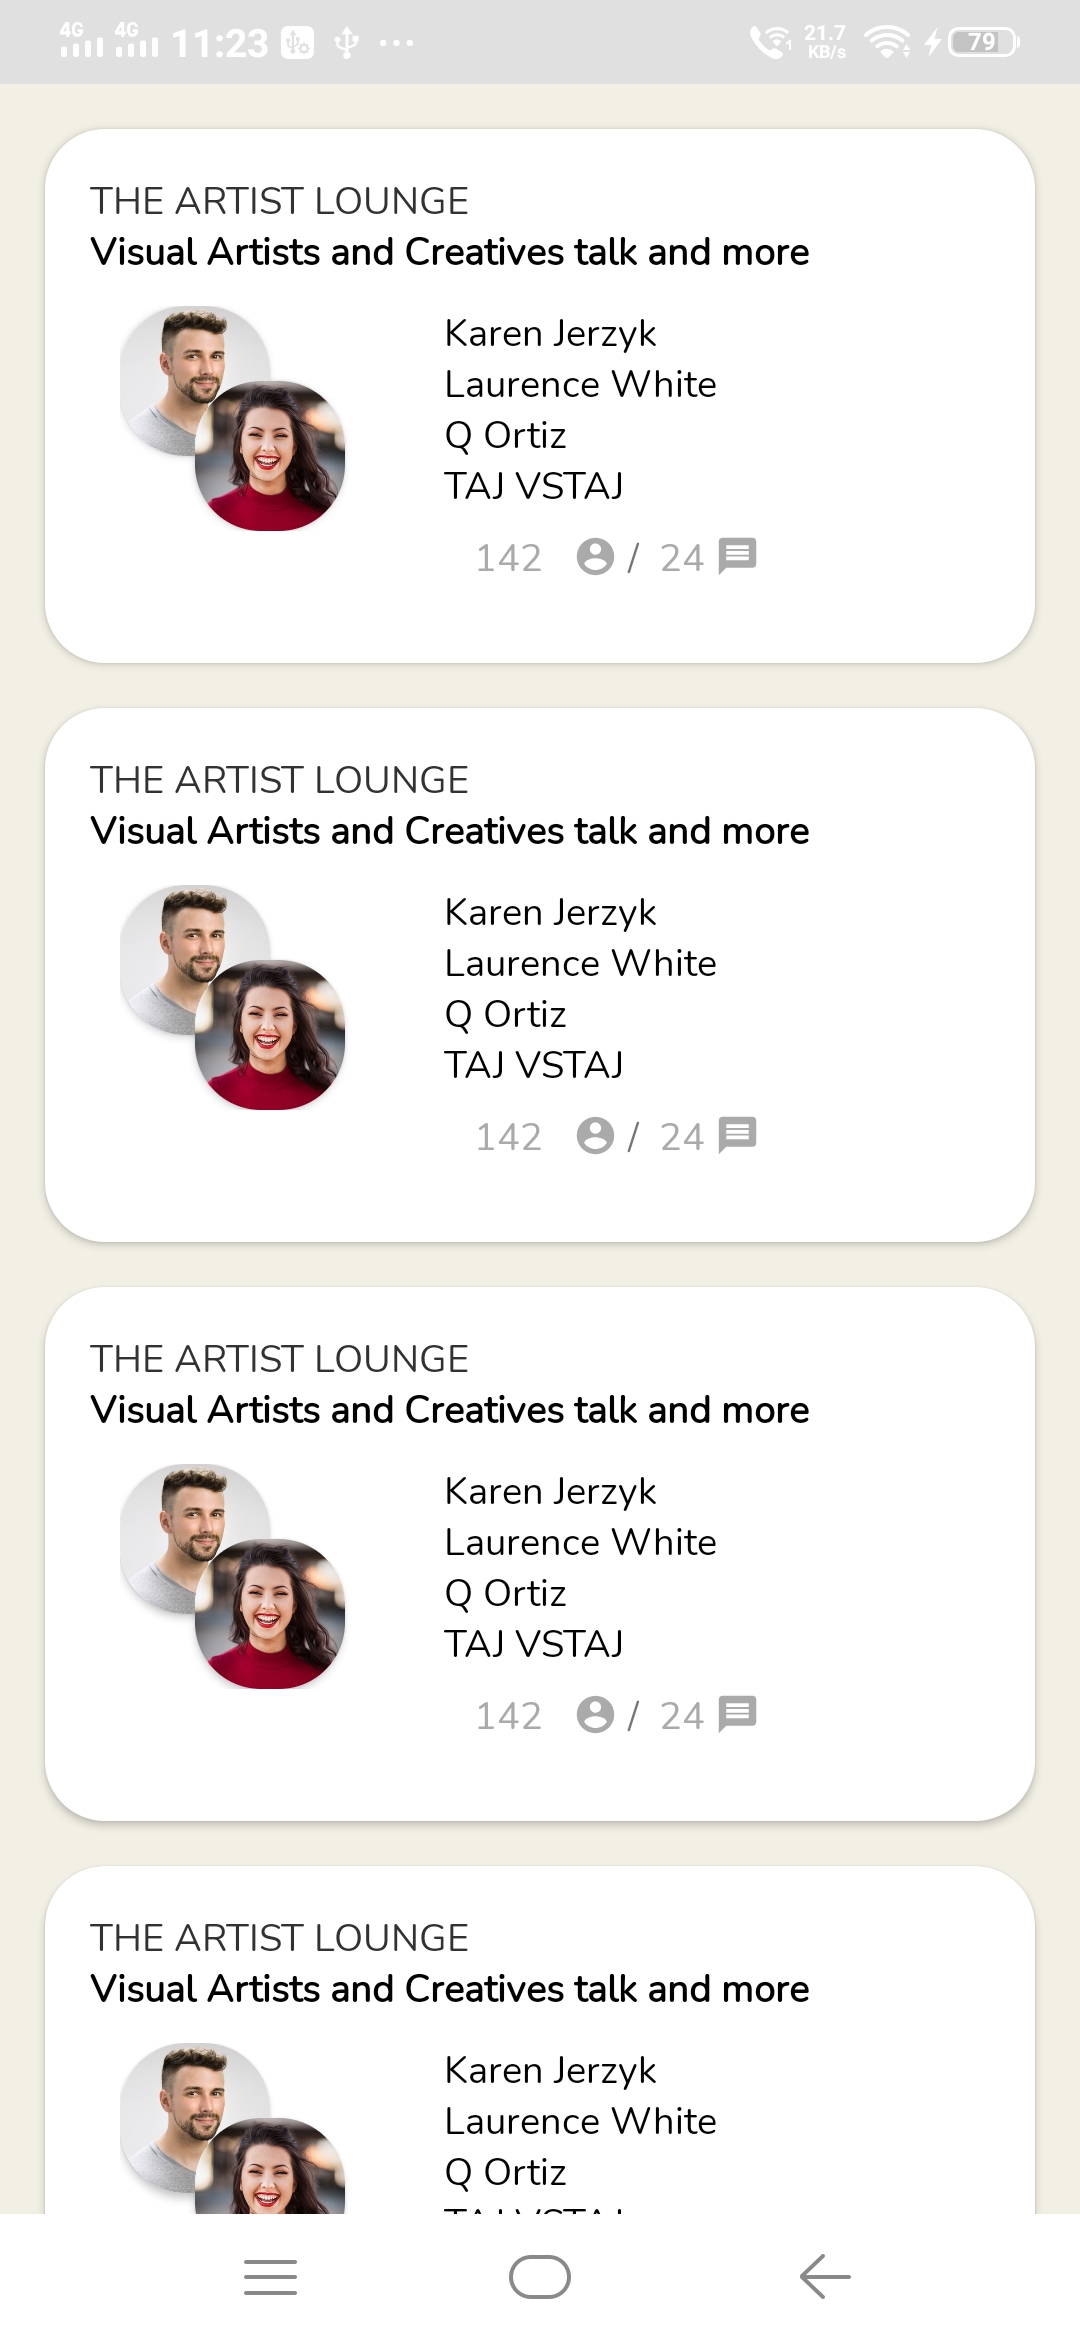 4G 4G 11:23 1 21.7 KB/s 79
THE ARTIST LOUNGE
Visual Artists and Creatives talk and more
Karen Jerzyk
Laurence White
Q Ortiz
TAJ VSTAJ
142 / 24
THE ARTIST LOUNGE
Visual Artists and Creatives talk and more
Karen Jerzyk
Laurence White
Q Ortiz
TAJ VSTAJ
142 / 24
THE ARTIST LOUNGE
Visual Artists and Creatives talk and more
Karen Jerzyk
Laurence White
Q Ortiz
TAJ VSTAJ
142 / 24
THE ARTIST LOUNGE
Visual Artists and Creatives talk and more
Karen Jerzyk
Laurence White
Q Ortiz